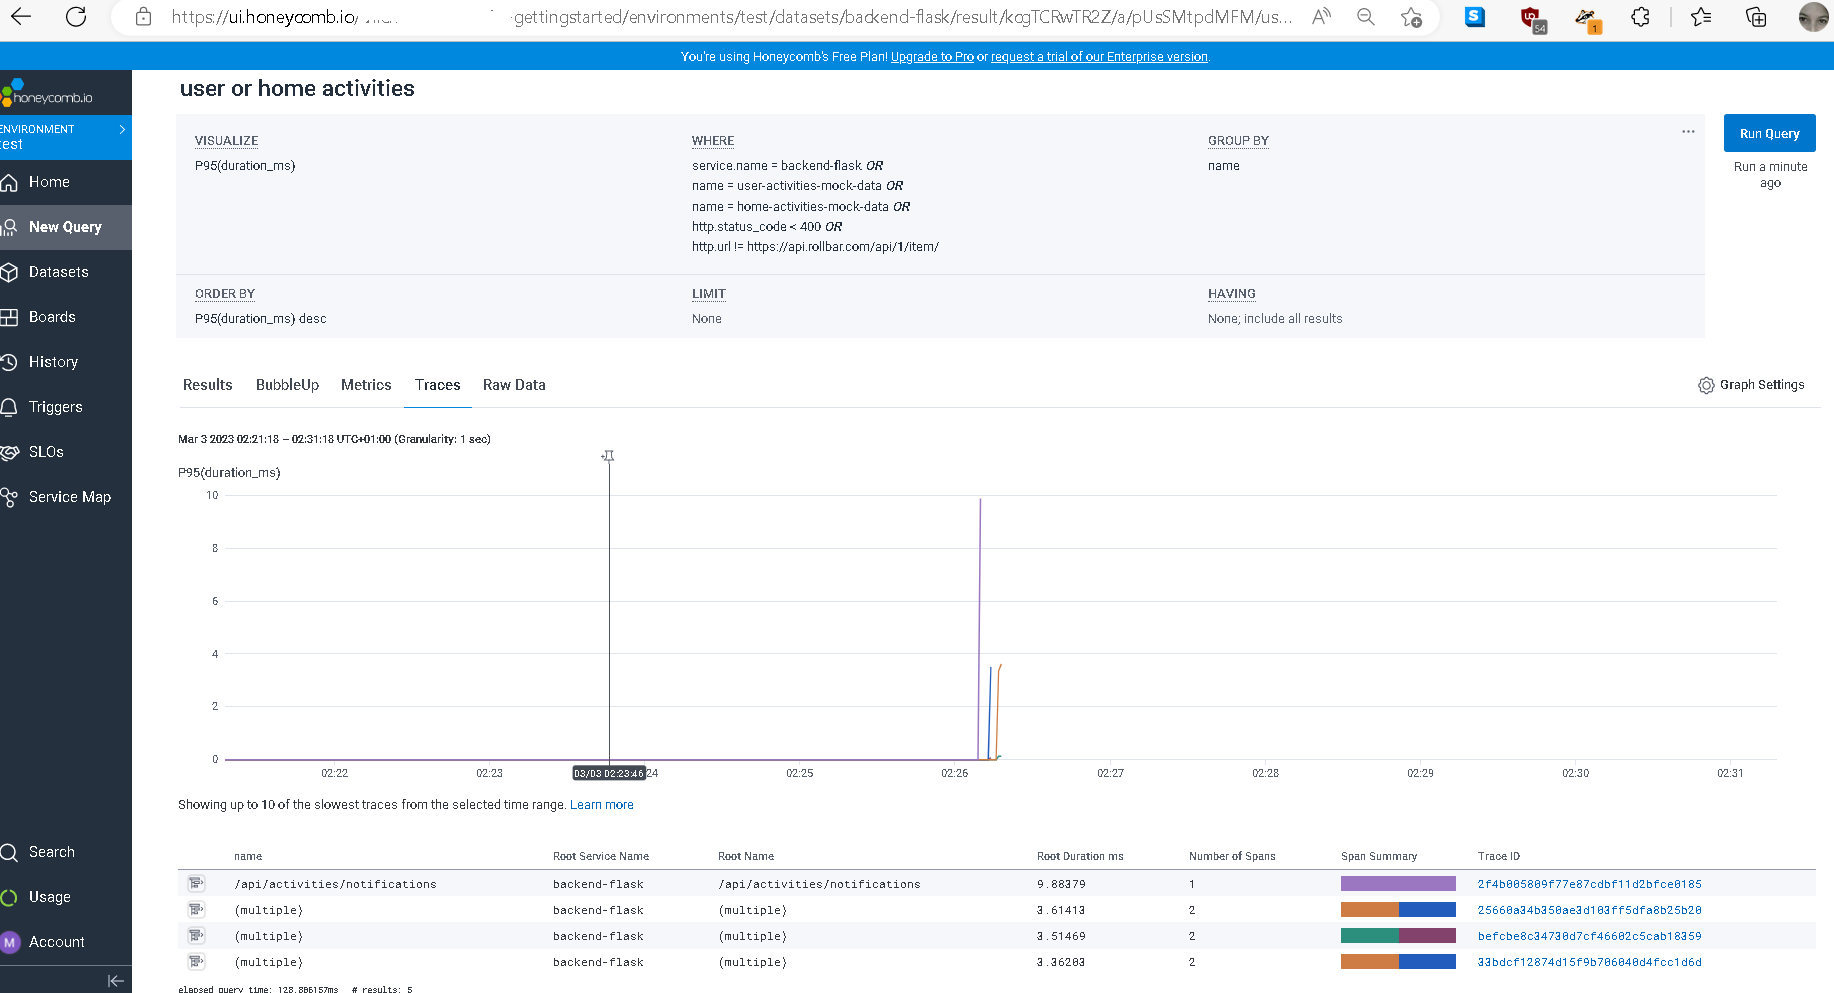 https://ui.honeycomb.io/
-gettingstarted/environments/test/datasets/backend-flask/result/kogTCRwTR2Z/a/pUsSMtpdMFM/us...
54
1
You're using Honeycomb's Free Plan! Upgrade to Pro or request a trial of our Enterprise version.
honeycomb.io
ENVIRONMENT
test
Home
New Query
Datasets
Boards
History
Triggers
SLOs
Service Map
Search
Usage
M Account
user or home activities
VISUALIZE
P95(duration_ms)
WHERE
service.name = backend-flask OR
name = user-activities-mock-data OR
name = home-activities-mock-data OR
http.status_code < 400 OR
http.url != https://api.rollbar.com/api/1/item/
GROUP BY
name
Run Query
Run a minute
ago
ORDER BY
P95(duration_ms) desc
LIMIT
None
HAVING
None; include all results
Results BubbleUp Metrics Traces Raw Data
Graph Settings
Mar 3 2023 02:21:18 – 02:31:18 UTC+01:00 (Granularity: 1 sec)
P95(duration_ms)
10
8
6
4
2
0
02:22 02:23 03/03 02:23:46 24 02:25 02:26 02:27 02:28 02:29 02:30 02:31
Showing up to 10 of the slowest traces from the selected time range. Learn more
name Root Service Name Root Name Root Duration ms Number of Spans Span Summary Trace ID
/api/activities/notifications backend-flask /api/activities/notifications 9.88379 1 2f4b005809f77e87cdbf11d2bfce0185
(multiple) backend-flask (multiple) 3.61413 2 25660a34b350ae3d103ff5dfa8b25b20
(multiple) backend-flask (multiple) 3.51469 2 befcbe8c34730d7cf46602c5cab18359
(multiple) backend-flask (multiple) 3.36203 2 33bdcf12874d15f9b706040d4fcc1d6d
elapsed query time: 128.806157ms # results: 5